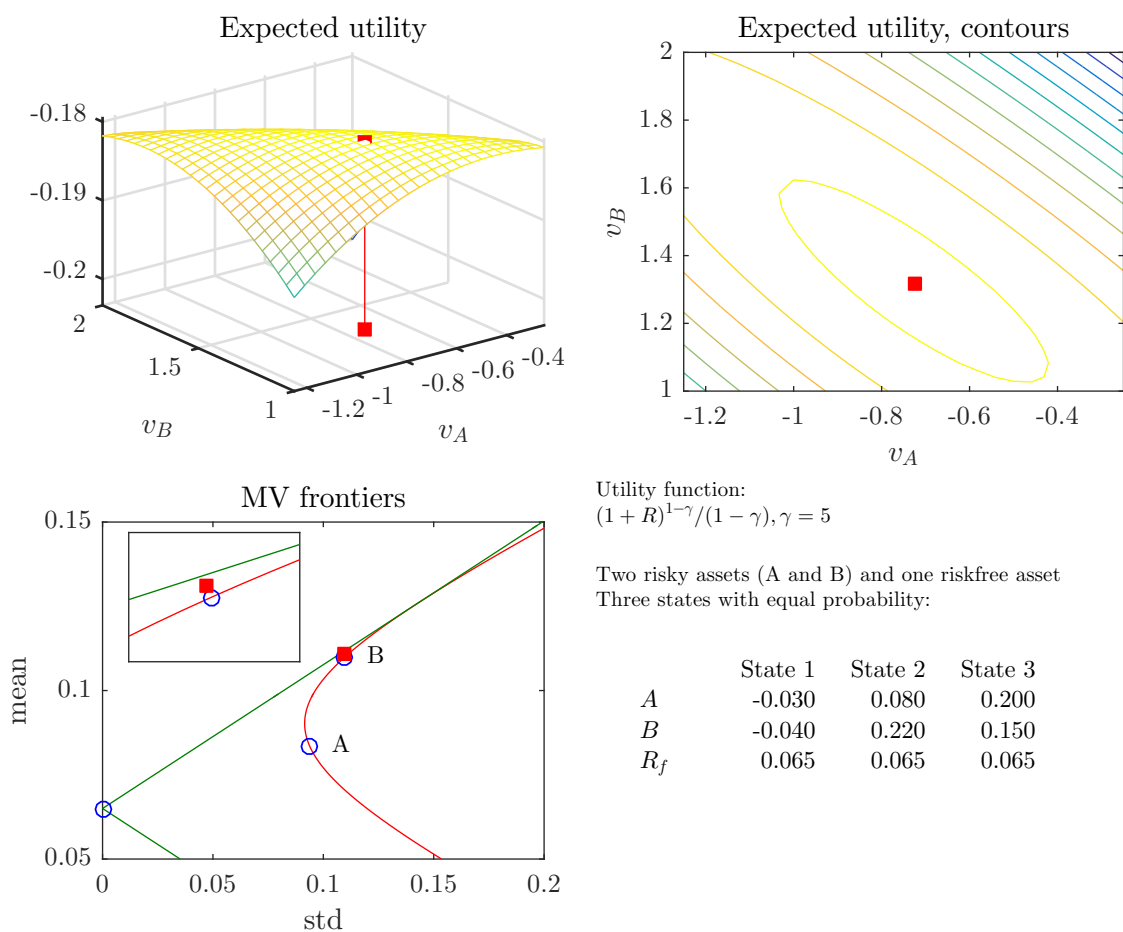 Expected utility
-0.18
-0.19
-0.2
2
1.5
1
v_B
-1.2
-1
-0.8
-0.6
-0.4
v_A
Expected utility, contours
2
1.8
1.6
1.4
1.2
1
v_B
-1.2
-1
-0.8
-0.6
-0.4
v_A
MV frontiers
0.15
0.1
0.05
mean
B
A
0
0.05
0.1
0.15
0.2
std
Utility function:
(1 + R)^{1−γ}/(1 − γ), γ = 5
Two risky assets (A and B) and one riskfree asset
Three states with equal probability:
State 1 State 2 State 3
A -0.030 0.080 0.200
B -0.040 0.220 0.150
R_f 0.065 0.065 0.065